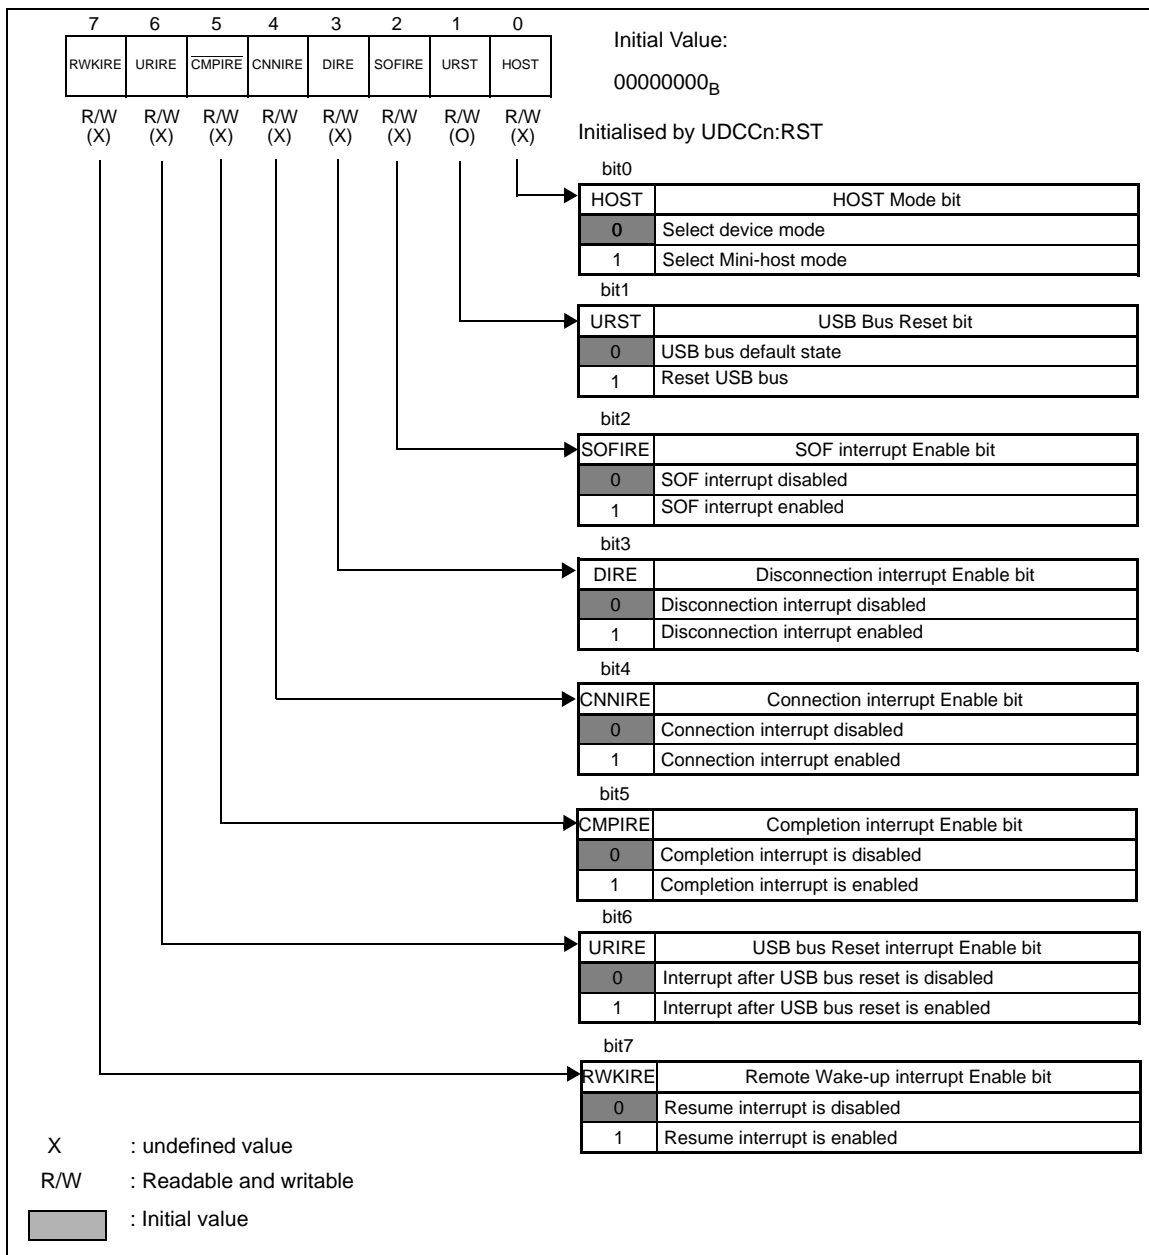 7 6 5 4 3 2 1 0
RWKIRE URIRE CMPIRE CNNIRE DIRE SOFIRE URST HOST
R/W R/W R/W R/W R/W R/W R/W R/W
(X) (X) (X) (X) (X) (X) (O) (X)
Initial Value:
00000000B
Initialised by UDCCn:RST
bit0
HOST HOST Mode bit
0 Select device mode
1 Select Mini-host mode
bit1
URST USB Bus Reset bit
0 USB bus default state
1 Reset USB bus
bit2
SOFIRE SOF interrupt Enable bit
0 SOF interrupt disabled
1 SOF interrupt enabled
bit3
DIRE Disconnection interrupt Enable bit
0 Disconnection interrupt disabled
1 Disconnection interrupt enabled
bit4
CNNIRE Connection interrupt Enable bit
0 Connection interrupt disabled
1 Connection interrupt enabled
bit5
CMPIRE Completion interrupt Enable bit
0 Completion interrupt is disabled
1 Completion interrupt is enabled
bit6
URIRE USB bus Reset interrupt Enable bit
0 Interrupt after USB bus reset is disabled
1 Interrupt after USB bus reset is enabled
bit7
RWKIRE Remote Wake-up interrupt Enable bit
0 Resume interrupt is disabled
1 Resume interrupt is enabled
X : undefined value
R/W : Readable and writable
: Initial value